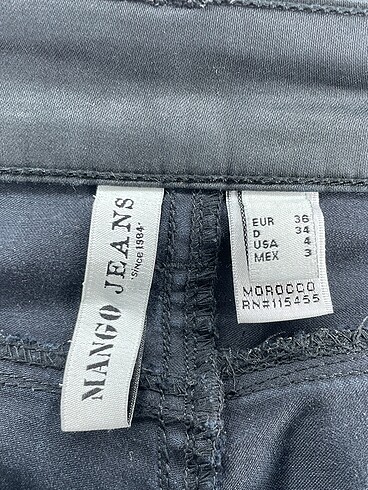 MANGO JEANS
·SINCE 1984·
EUR 36
D 34
USA 4
MEX 3
MOROCCO
RN#115455